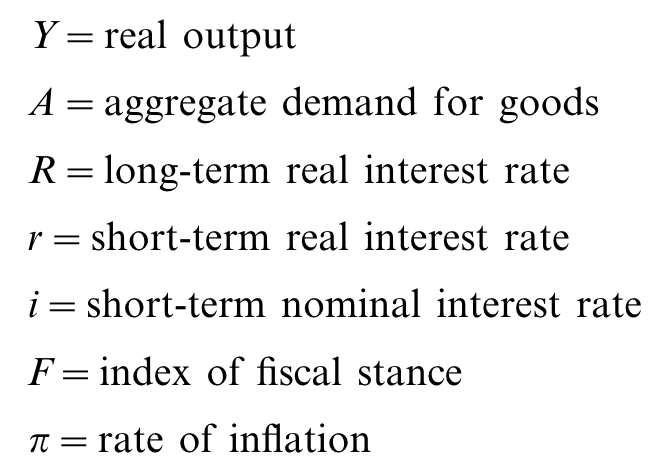 Y = real output
A = aggregate demand for goods
R = long-term real interest rate
r = short-term real interest rate
i = short-term nominal interest rate
F = index of fiscal stance
π = rate of inflation